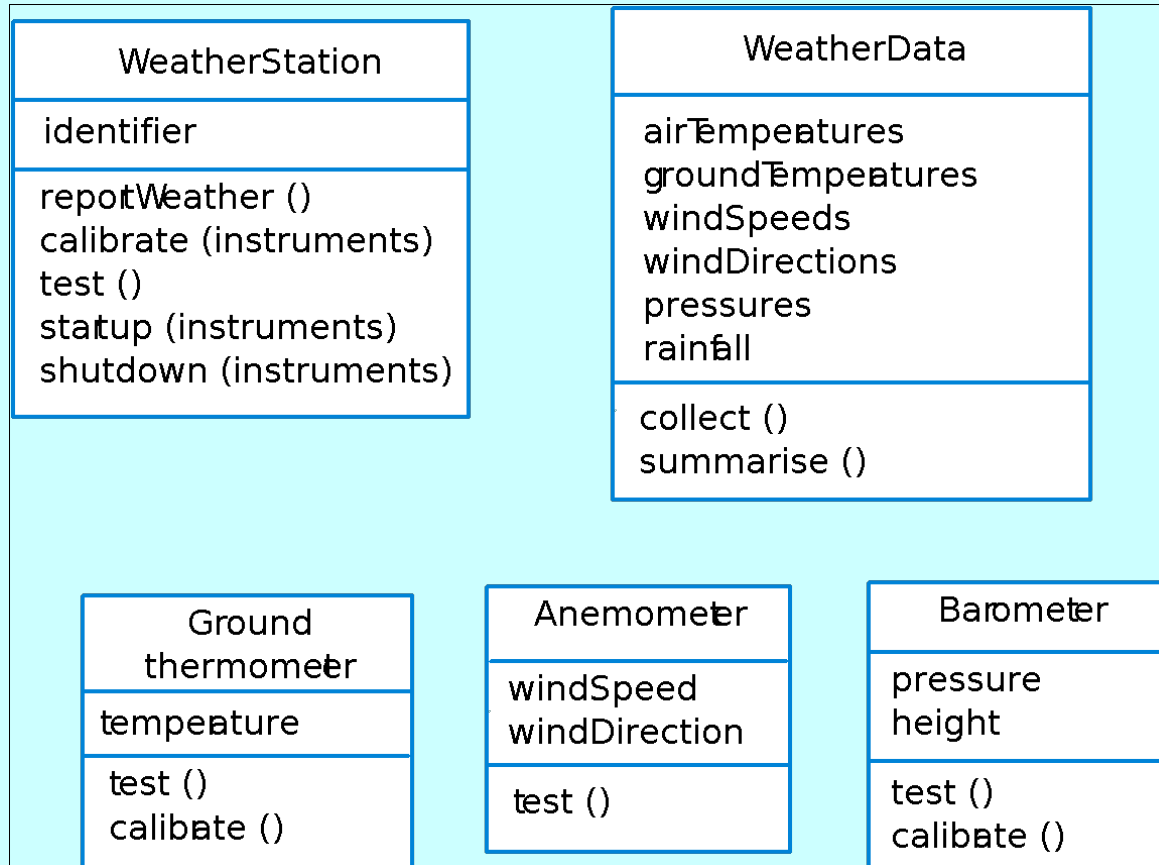 WeatherStation
identifier
reportWeather ()
calibrate (instruments)
test ()
startup (instruments)
shutdown (instruments)
WeatherData
airTemperatures
groundTemperatures
windSpeeds
windDirections
pressures
rainfall
collect ()
summarise ()
Ground
thermometer
temperature
test ()
calibrate ()
Anemometer
windSpeed
windDirection
test ()
Barometer
pressure
height
test ()
calibrate ()